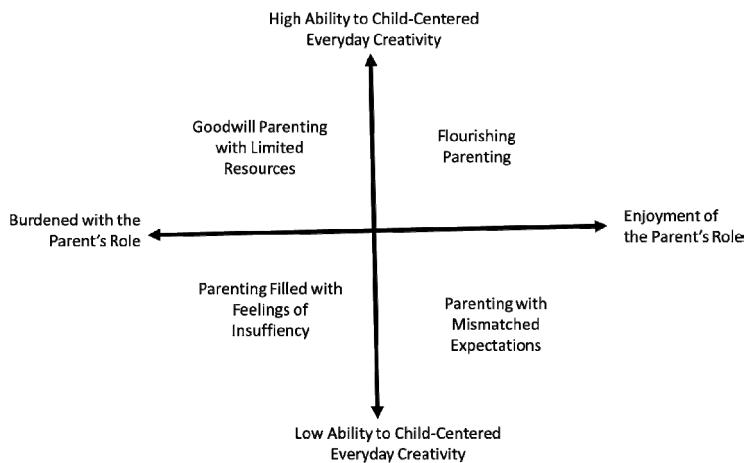 High Ability to Child-Centered
Everyday Creativity
Goodwill Parenting
with Limited
Resources
Flourishing
Parenting
Burdened with the
Parent's Role
Enjoyment of
the Parent's Role
Parenting Filled with
Feelings of
Insuffiency
Parenting with
Mismatched
Expectations
Low Ability to Child-Centered
Everyday Creativity